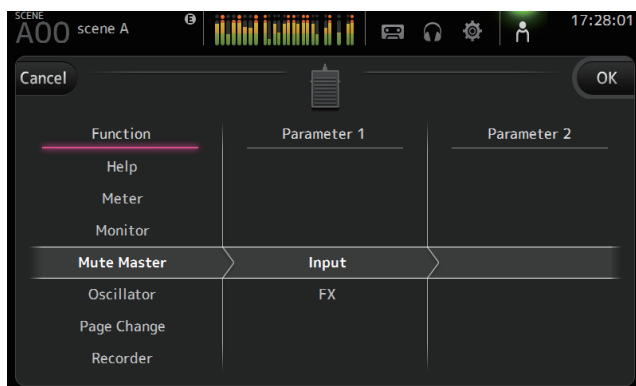 SCENE
A00 scene A
E
17:28:01
Cancel
OK
Function Parameter 1 Parameter 2
Help
Meter
Monitor
Mute Master Input
Oscillator FX
Page Change
Recorder